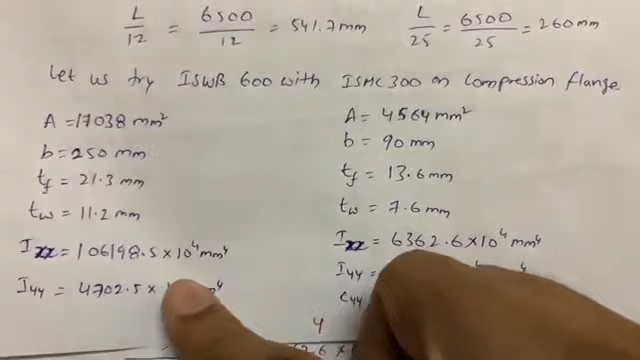 L/12 = 6500/12 = 541.7mm L/25 = 6500/25 = 260mm
Let us try ISWB 600 with ISMC 300 on Compression flange
A = 17038 mm² A = 4564 mm²
b = 250 mm b = 90 mm
tf = 21.3 mm tf = 13.6 mm
tw = 11.2 mm tw = 7.6 mm
Ixx = 106198.5 × 10⁴ mm⁴ Ixx = 6362.6 × 10⁴ mm⁴
Iyy = 4702.5 × Iyy =
Cyy
4